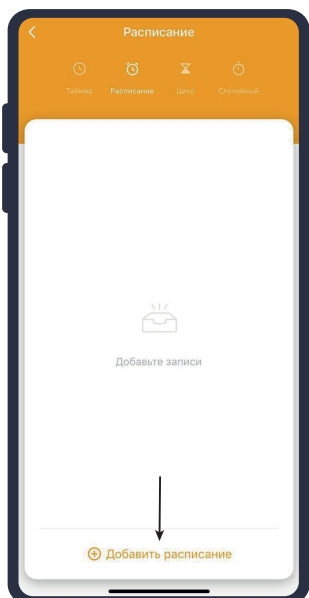 Расписание
Таймер Расписание Цикл Случайный
Добавьте записи
Добавить расписание